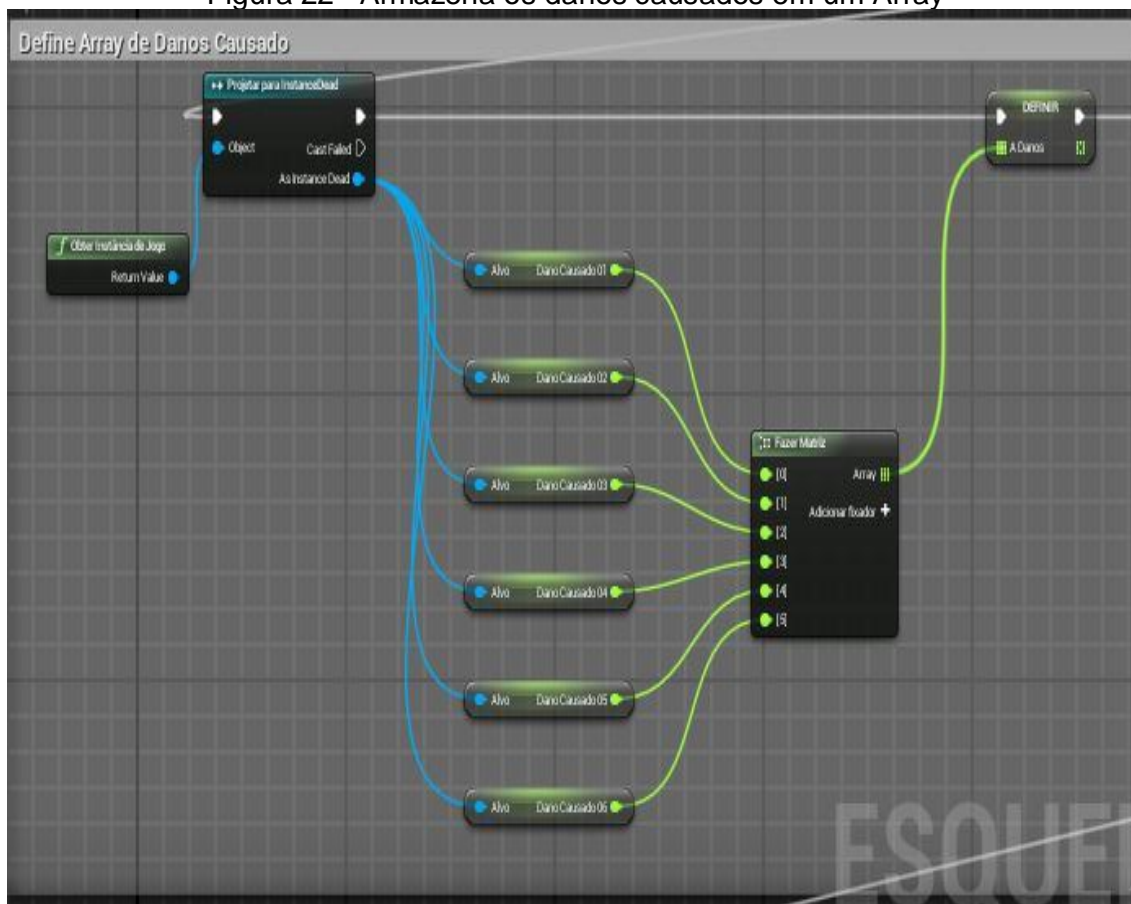 Figura 22 - Armazena os danos causados em um Array
Define Array de Danos Causado
Projetar para InstanceDead
Object
Cast Failed
As Instance Dead
Obter Instância de Jogo
Return Value
DEFINIR
A Danos
Alvo Dano Causado 01
Alvo Dano Causado 02
Alvo Dano Causado 03
Alvo Dano Causado 04
Alvo Dano Causado 05
Alvo Dano Causado 06
Fazer Matriz
[0] Array
[1] Adicionar fixador +
[2]
[3]
[4]
[5]
ESQUE